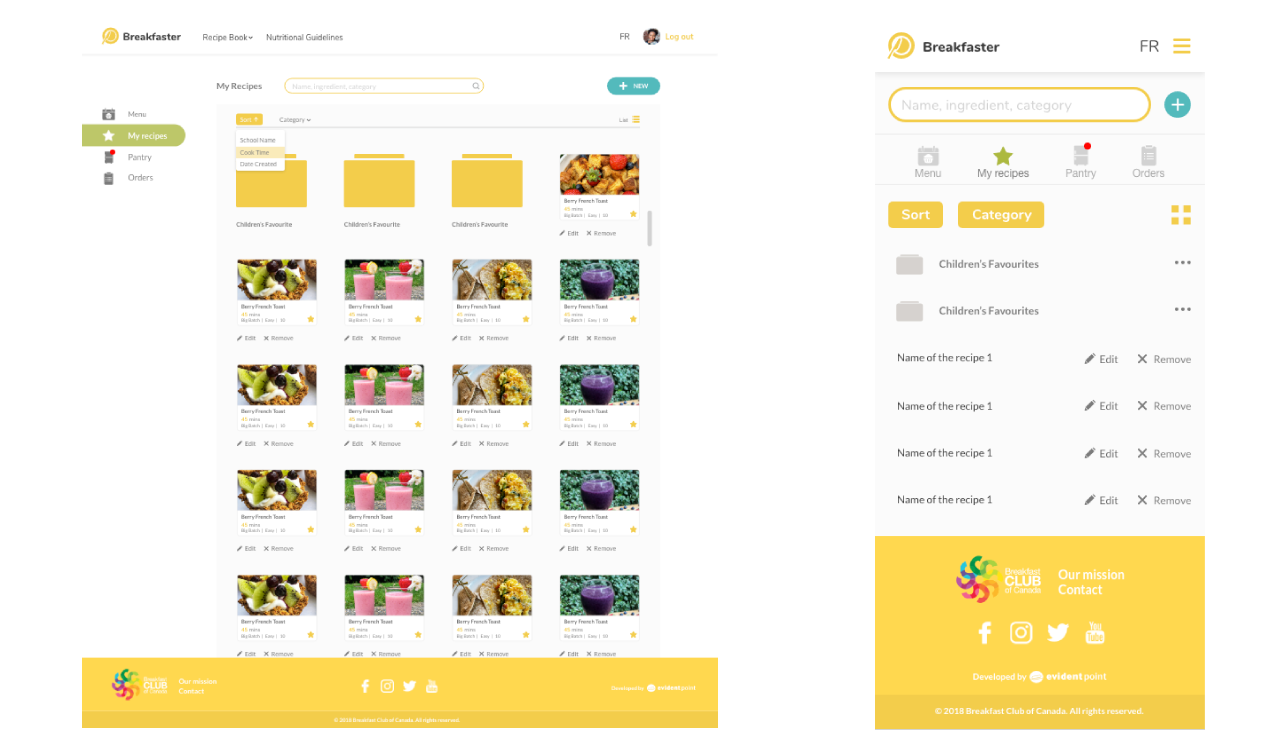 Breakfaster
Recipe Book
Nutritional Guidelines
FR
Log out
My Recipes
Name, ingredient, category
+ NEW
Menu
My recipes
Pantry
Orders
Sort ↑
Category
List
School Name
Cook Time
Date Created
Children's Favourite
Children's Favourite
Children's Favourite
Berry French Toast
45 mins
Big Batch | Easy | 10
Edit
Remove
Berry French Toast
Berry French Toast
Berry French Toast
Berry French Toast
45 mins
45 mins
45 mins
45 mins
Big Batch | Easy | 10
Big Batch | Easy | 10
Big Batch | Easy | 10
Big Batch | Easy | 10
Edit
Remove
Edit
Remove
Edit
Remove
Edit
Remove
Berry French Toast
Berry French Toast
Berry French Toast
Berry French Toast
45 mins
45 mins
45 mins
45 mins
Big Batch | Easy | 10
Big Batch | Easy | 10
Big Batch | Easy | 10
Big Batch | Easy | 10
Edit
Remove
Edit
Remove
Edit
Remove
Edit
Remove
Berry French Toast
Berry French Toast
Berry French Toast
Berry French Toast
45 mins
45 mins
45 mins
45 mins
Big Batch | Easy | 10
Big Batch | Easy | 10
Big Batch | Easy | 10
Big Batch | Easy | 10
Edit
Remove
Edit
Remove
Edit
Remove
Edit
Remove
Berry French Toast
Berry French Toast
Berry French Toast
Berry French Toast
45 mins
45 mins
45 mins
45 mins
Big Batch | Easy | 10
Big Batch | Easy | 10
Big Batch | Easy | 10
Big Batch | Easy | 10
Edit
Remove
Edit
Remove
Edit
Remove
Edit
Remove
Breakfast
CLUB
of Canada
Our mission
Contact
You
Tube
Developed by evidentpoint
© 2018 Breakfast Club of Canada. All rights reserved.
Breakfaster
FR
Name, ingredient, category
+
Menu
My recipes
Pantry
Orders
Sort
Category
Children's Favourites
Children's Favourites
Name of the recipe 1
Edit
Remove
Name of the recipe 1
Edit
Remove
Name of the recipe 1
Edit
Remove
Name of the recipe 1
Edit
Remove
Breakfast
CLUB
of Canada
Our mission
Contact
You
Tube
Developed by evidentpoint
© 2018 Breakfast Club of Canada. All rights reserved.